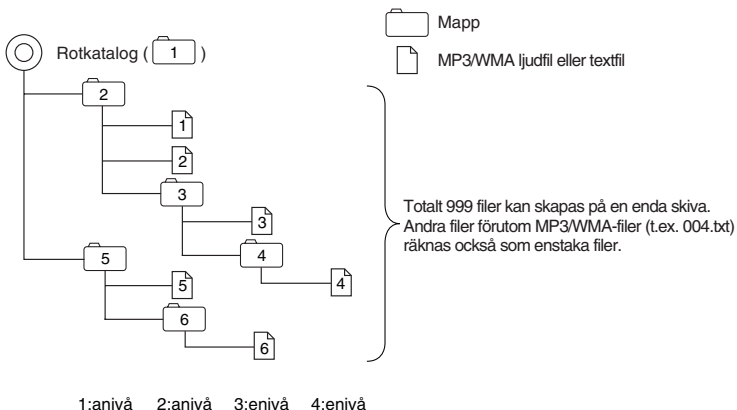 Rotkatalog ( 1 )
Mapp
MP3/WMA ljudfil eller textfil
2
1
2
3
3
4
4
5
5
6
6
Totalt 999 filer kan skapas på en enda skiva.
Andra filer förutom MP3/WMA-filer (t.ex. 004.txt)
räknas också som enstaka filer.
1:anivå 2:anivå 3:enivå 4:enivå